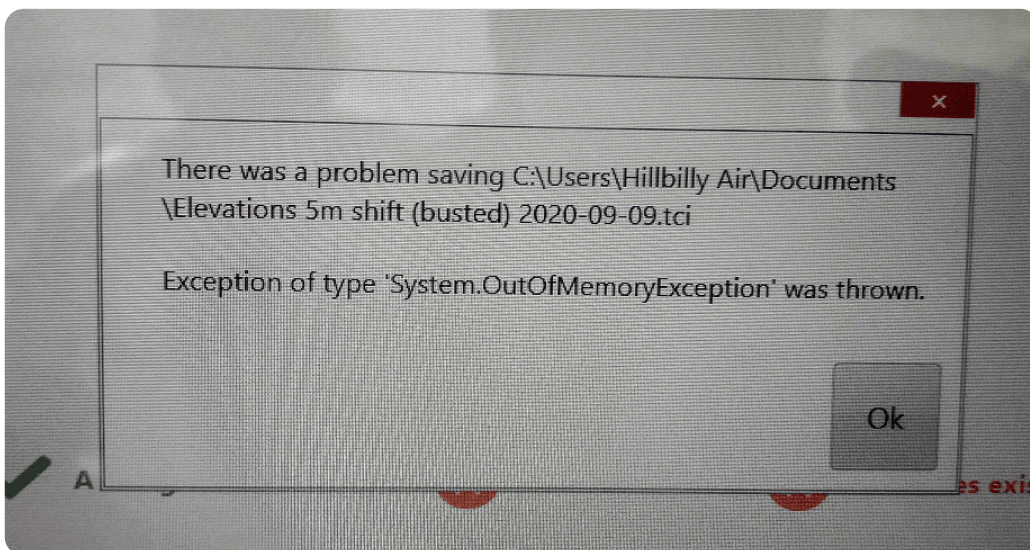 x
There was a problem saving C:\Users\Hillbilly Air\Documents
\Elevations 5m shift (busted) 2020-09-09.tci
Exception of type 'System.OutOfMemoryException' was thrown.
Ok
A